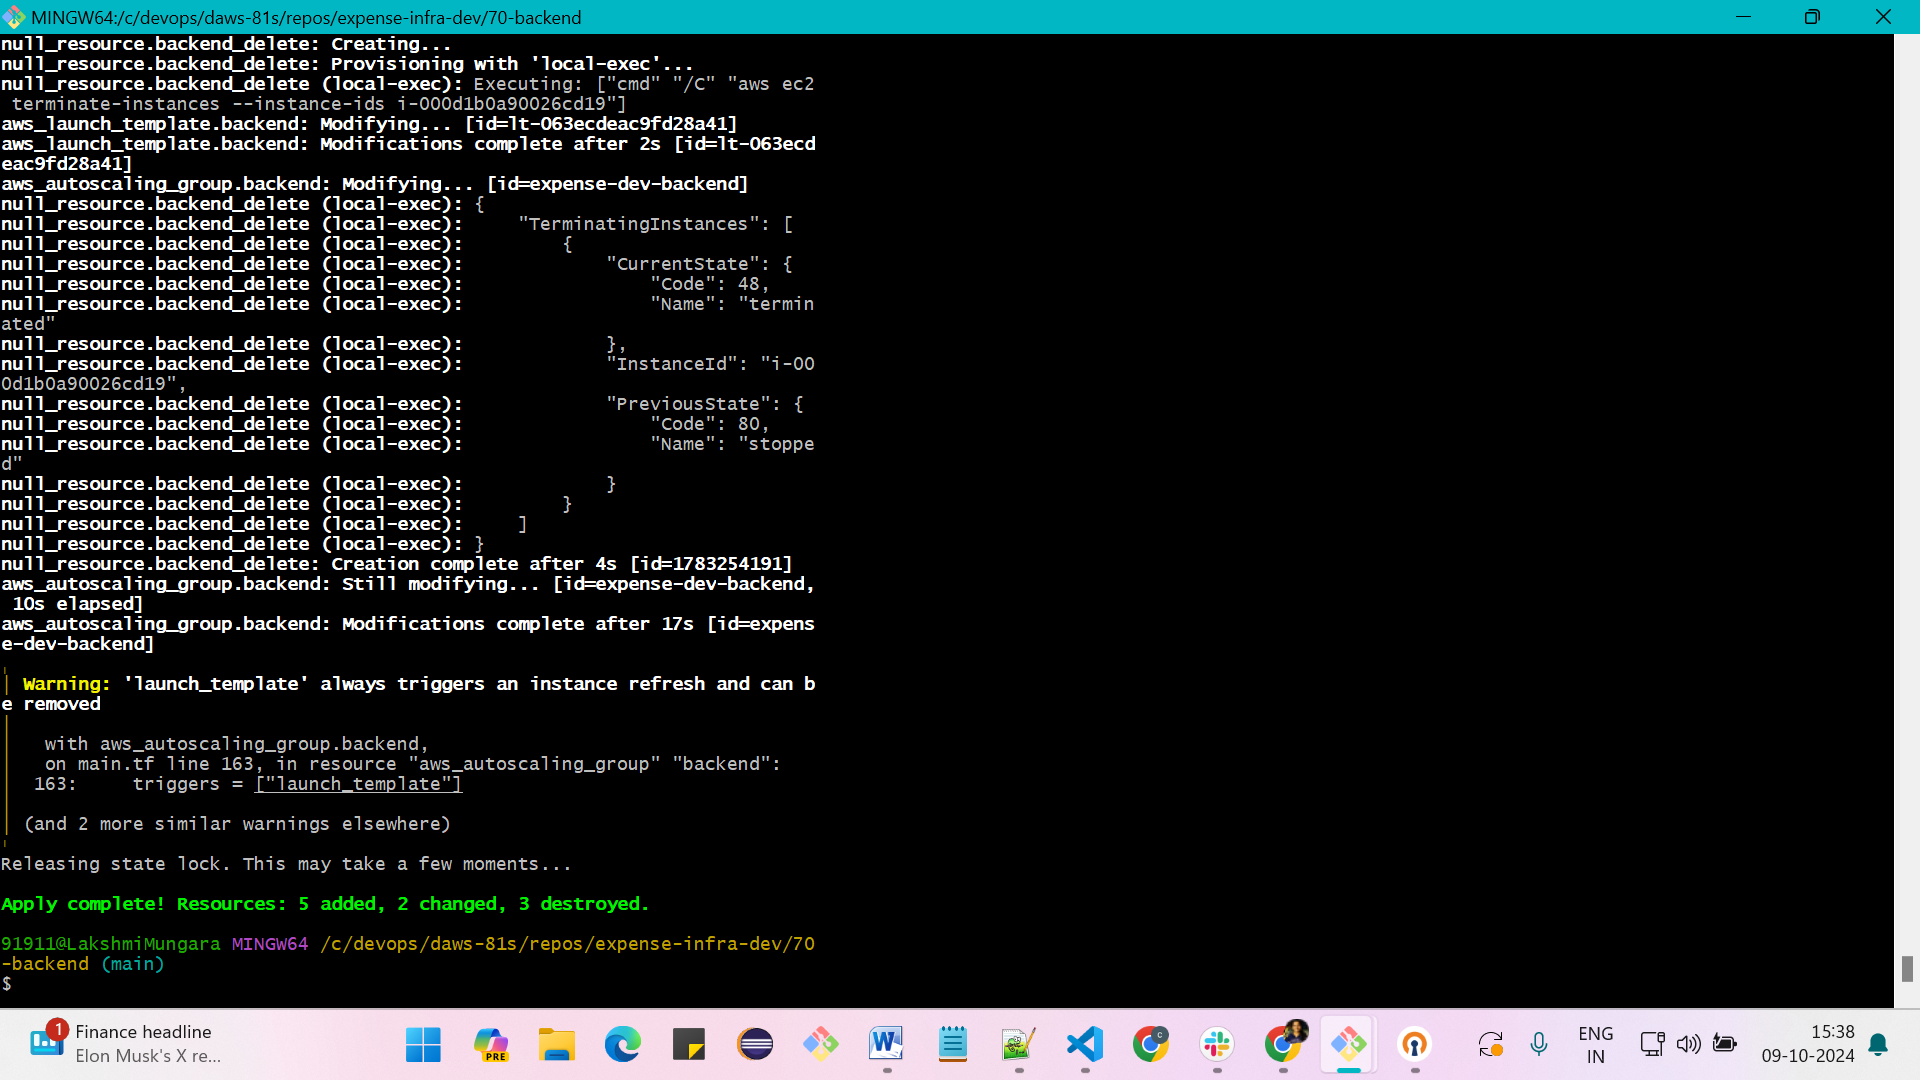 MINGW64:/c/devops/daws-81s/repos/expense-infra-dev/70-backend
null_resource.backend_delete: Creating...
null_resource.backend_delete: Provisioning with 'local-exec'...
null_resource.backend_delete (local-exec): Executing: ["cmd" "/C" "aws ec2
 terminate-instances --instance-ids i-000d1b0a90026cd19"]
aws_launch_template.backend: Modifying... [id=lt-063ecdeac9fd28a41]
aws_launch_template.backend: Modifications complete after 2s [id=lt-063ecd
eac9fd28a41]
aws_autoscaling_group.backend: Modifying... [id=expense-dev-backend]
null_resource.backend_delete (local-exec): {
null_resource.backend_delete (local-exec):     "TerminatingInstances": [
null_resource.backend_delete (local-exec):         {
null_resource.backend_delete (local-exec):             "CurrentState": {
null_resource.backend_delete (local-exec):                 "Code": 48,
null_resource.backend_delete (local-exec):                 "Name": "termin
ated"
null_resource.backend_delete (local-exec):             },
null_resource.backend_delete (local-exec):             "InstanceId": "i-00
0d1b0a90026cd19",
null_resource.backend_delete (local-exec):             "PreviousState": {
null_resource.backend_delete (local-exec):                 "Code": 80,
null_resource.backend_delete (local-exec):                 "Name": "stoppe
d"
null_resource.backend_delete (local-exec):             }
null_resource.backend_delete (local-exec):         }
null_resource.backend_delete (local-exec):     ]
null_resource.backend_delete (local-exec): }
null_resource.backend_delete: Creation complete after 4s [id=1783254191]
aws_autoscaling_group.backend: Still modifying... [id=expense-dev-backend,
 10s elapsed]
aws_autoscaling_group.backend: Modifications complete after 17s [id=expens
e-dev-backend]
Warning: 'launch_template' always triggers an instance refresh and can b
e removed
with aws_autoscaling_group.backend,
on main.tf line 163, in resource "aws_autoscaling_group" "backend":
163:     triggers = ["launch_template"]
(and 2 more similar warnings elsewhere)
Releasing state lock. This may take a few moments...
Apply complete! Resources: 5 added, 2 changed, 3 destroyed.
91911@LakshmiMungara MINGW64 /c/devops/daws-81s/repos/expense-infra-dev/70
-backend (main)
$
1
Finance headline
Elon Musk's X re...
PRE
W
C
ENG
IN
15:38
09-10-2024